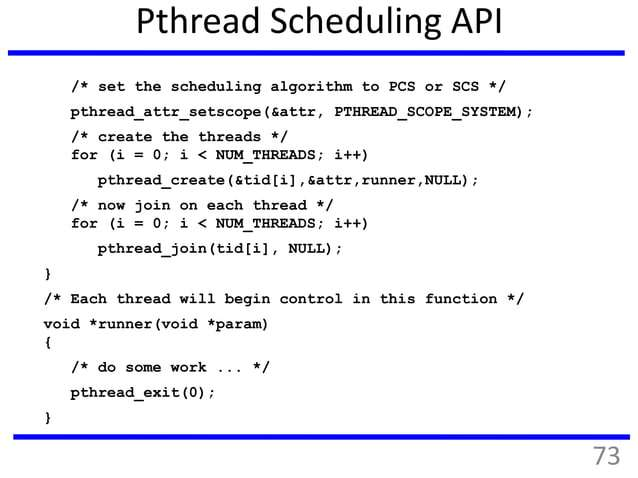 Pthread Scheduling API
/* set the scheduling algorithm to PCS or SCS */
pthread_attr_setscope(&attr, PTHREAD_SCOPE_SYSTEM);
/* create the threads */
for (i = 0; i < NUM_THREADS; i++)
pthread_create(&tid[i],&attr,runner,NULL);
/* now join on each thread */
for (i = 0; i < NUM_THREADS; i++)
pthread_join(tid[i], NULL);
}
/* Each thread will begin control in this function */
void *runner(void *param)
{
/* do some work ... */
pthread_exit(0);
}
73